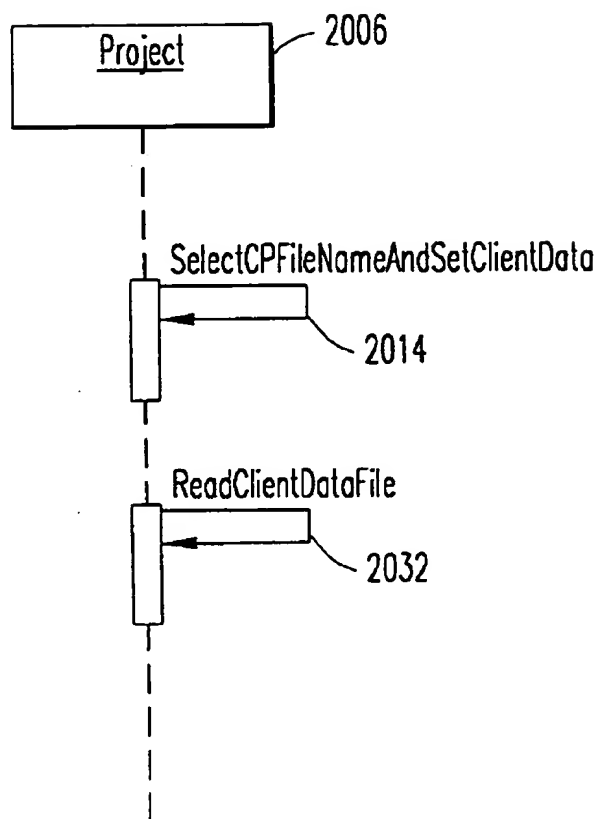 Project
2006
SelectCPFileNameAndSetClientData
2014
ReadClientDataFile
2032